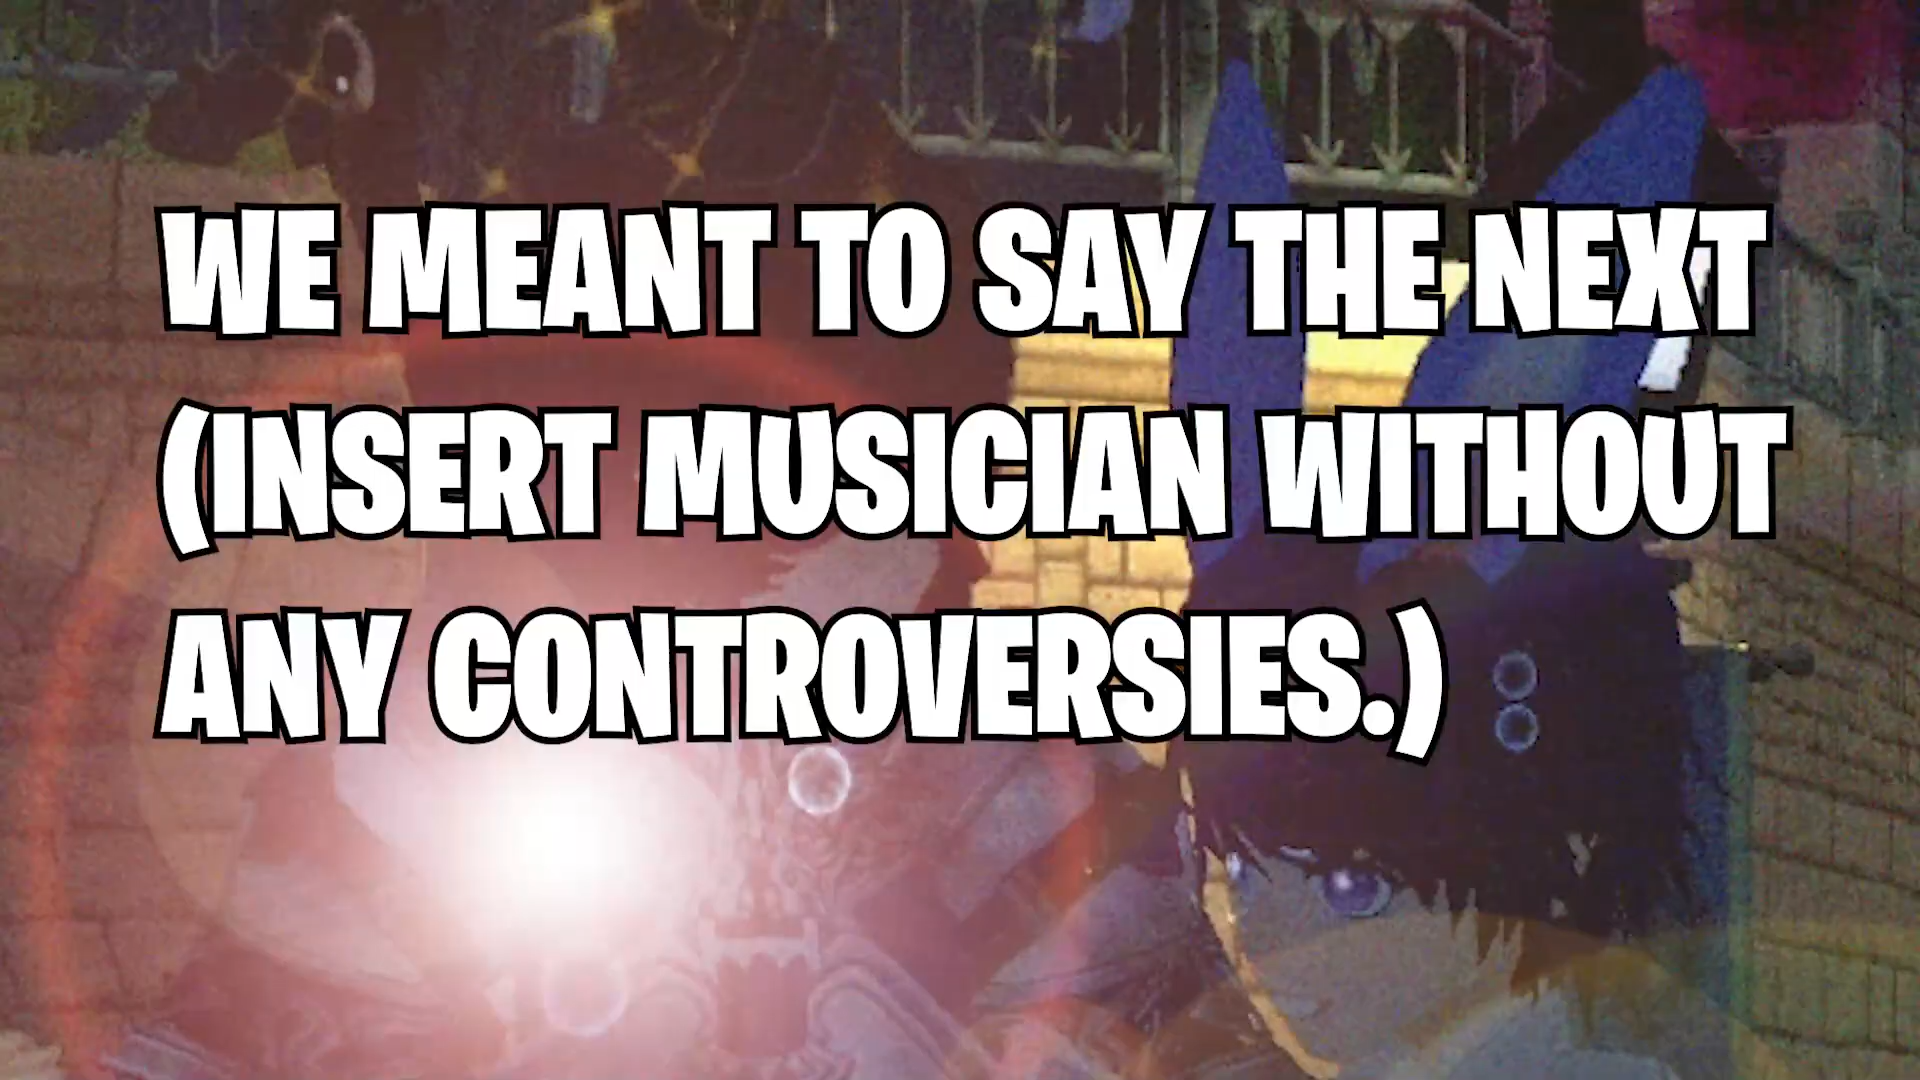 WE MEANT TO SAY THE NEXT
(INSERT MUSICIAN WITHOUT
ANY CONTROVERSIES.)